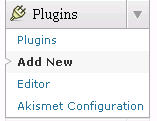 Plugins
Plugins
Add New
Editor
Akismet Configuration